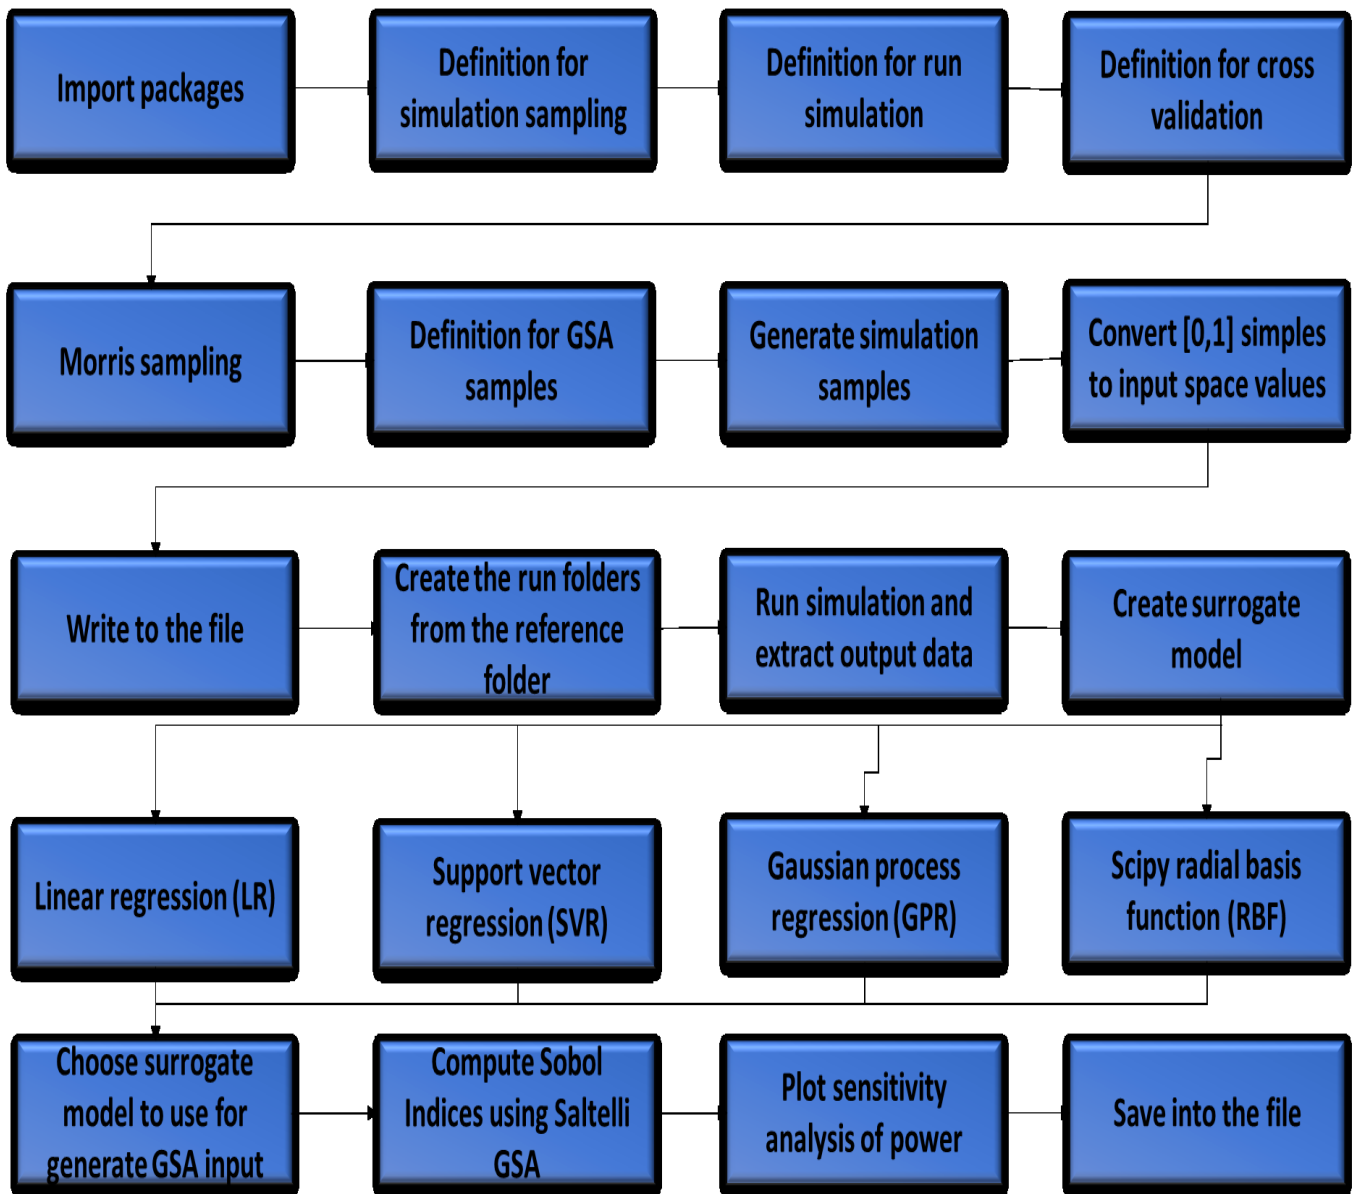 Import packages
Definition for
simulation sampling
Definition for run
simulation
Definition for cross
validation
Morris sampling
Definition for GSA
samples
Generate simulation
samples
Convert [0,1] simples
to input space values
Write to the file
Create the run folders
from the reference
folder
Run simulation and
extract output data
Create surrogate
model
Linear regression (LR)
Support vector
regression (SVR)
Gaussian process
regression (GPR)
Scipy radial basis
function (RBF)
Choose surrogate
model to use for
generate GSA input
Compute Sobol
Indices using Saltelli
GSA
Plot sensitivity
analysis of power
Save into the file